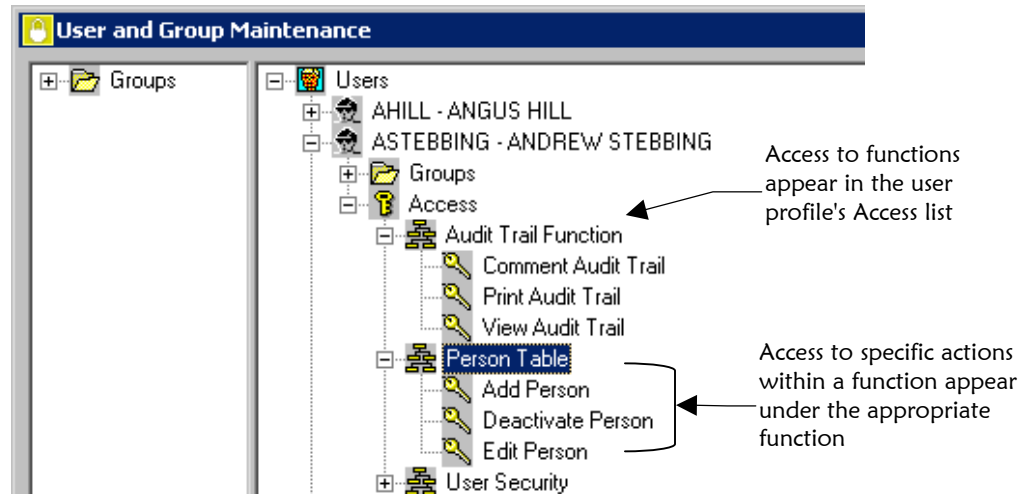 User and Group Maintenance
Groups
Users
AHILL - ANGUS HILL
ASTEBBING - ANDREW STEBBING
Groups
Access
Audit Trail Function
Comment Audit Trail
Print Audit Trail
View Audit Trail
Person Table
Add Person
Deactivate Person
Edit Person
User Security
Access to functions
appear in the user
profile's Access list
Access to specific actions
within a function appear
under the appropriate
function